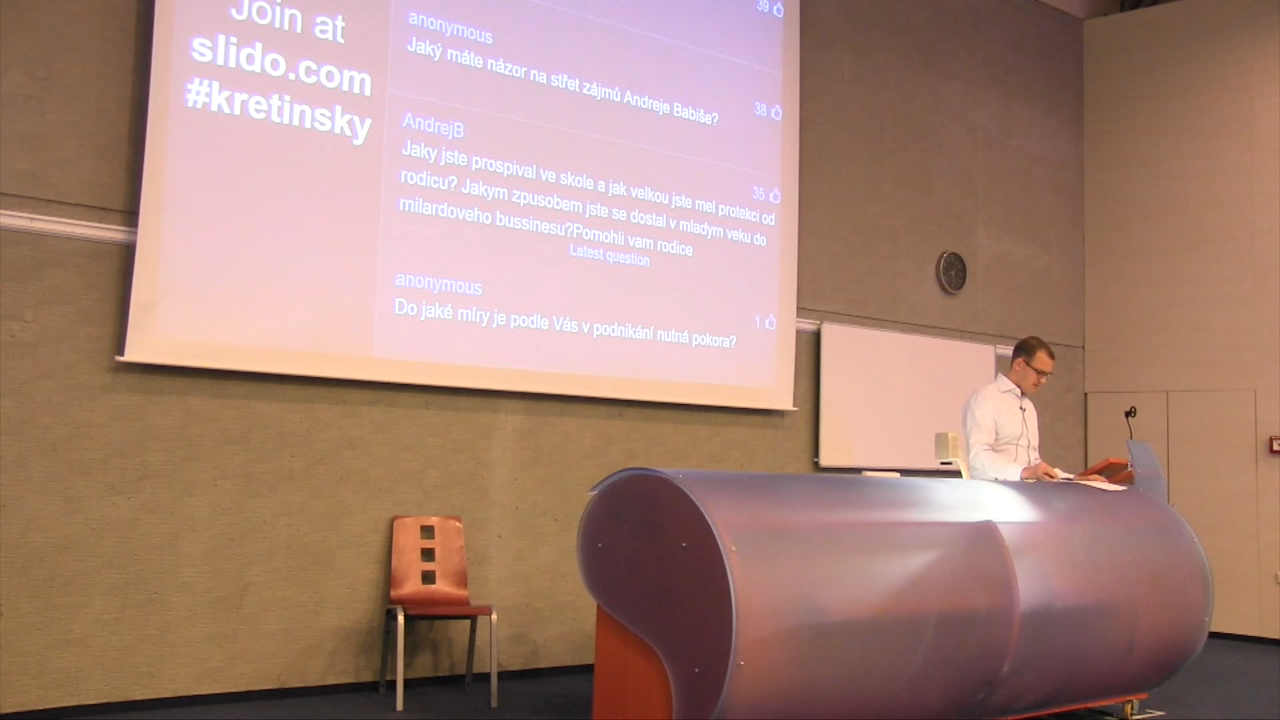 Join at
slido.com
#kretinsky
39
anonymous
Jaký máte názor na střet zájmů Andreje Babiše?
38
AndrejB
Jaky jste prospival ve skole a jak velkou jste mel protekci od
rodicu? Jakym zpusobem jste se dostal v mladym veku do
milardoveho bussinesu?Pomohli vam rodice
35
Latest question
anonymous
Do jaké míry je podle Vás v podnikání nutná pokora?
1